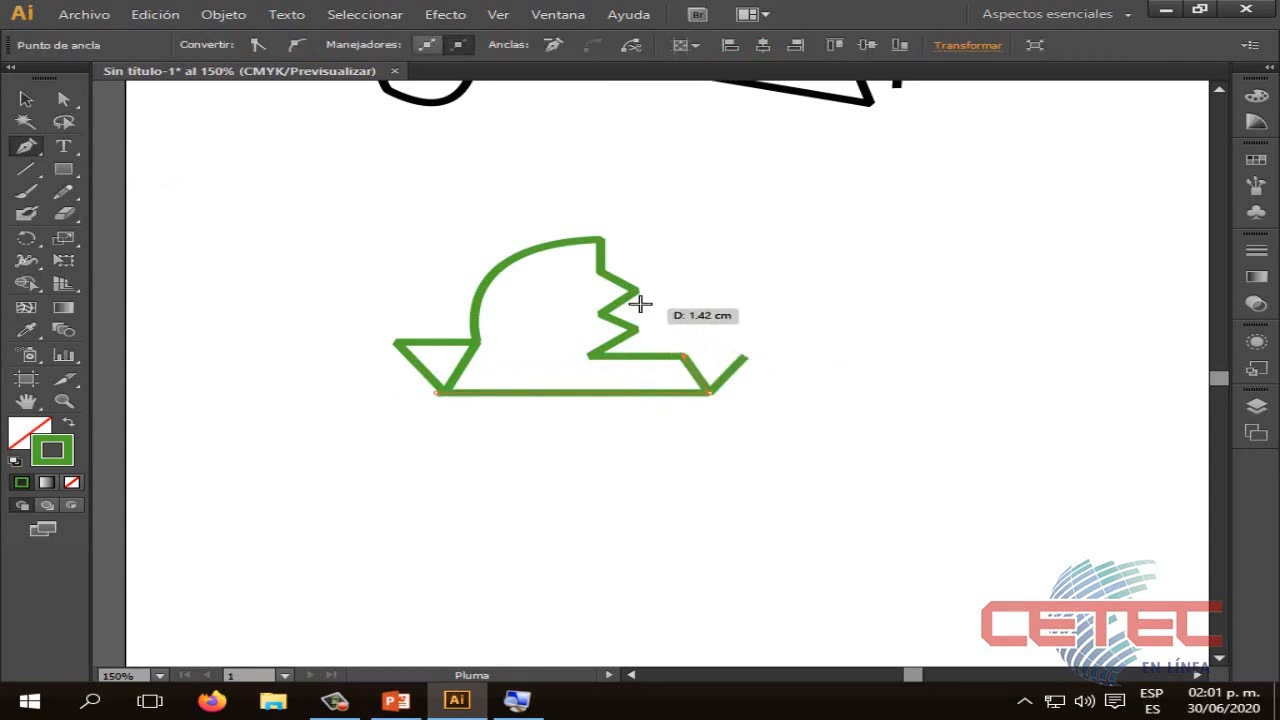 Ai Archivo Edición Objeto Texto Seleccionar Efecto Ver Ventana Ayuda Br Aspectos esenciales
Punto de ancla Convertir: Manejadores: Anclas: Transformar
Sin título-1* al 150% (CMYK/Previsualizar)
T
D: 1.42 cm
CETEC
EN LÍNEA
150% 1 Pluma
Ai ESP 02:01 p. m.
ES 30/06/2020